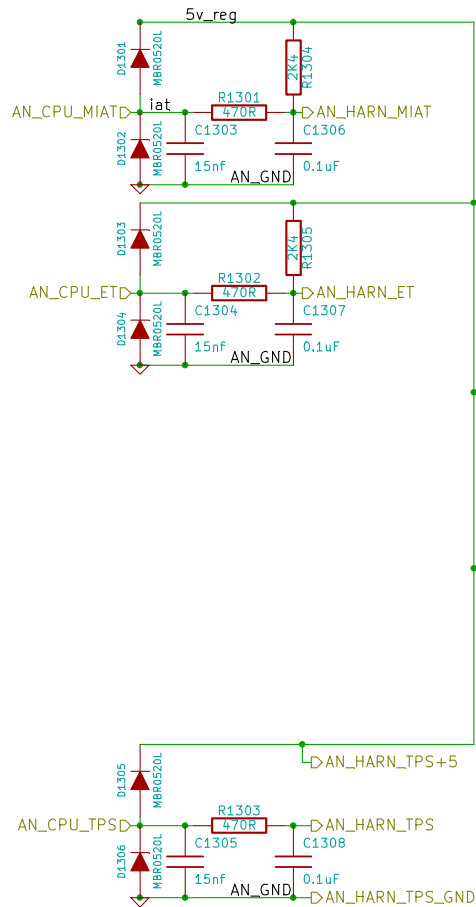 5v_reg
D1301
MBR0520L
2K4
R1304
AN_CPU_MIAT
iat
R1301
470R
AN_HARN_MIAT
D1302
MBR0520L
C1303
15nf
C1306
0.1uF
AN_GND
D1303
MBR0520L
2K4
R1305
AN_CPU_ET
R1302
470R
AN_HARN_ET
D1304
MBR0520L
C1304
15nf
C1307
0.1uF
AN_GND
AN_HARN_TPS+5
D1305
MBR0520L
AN_CPU_TPS
R1303
470R
AN_HARN_TPS
D1306
MBR0520L
C1305
15nf
C1308
0.1uF
AN_GND
AN_HARN_TPS_GND